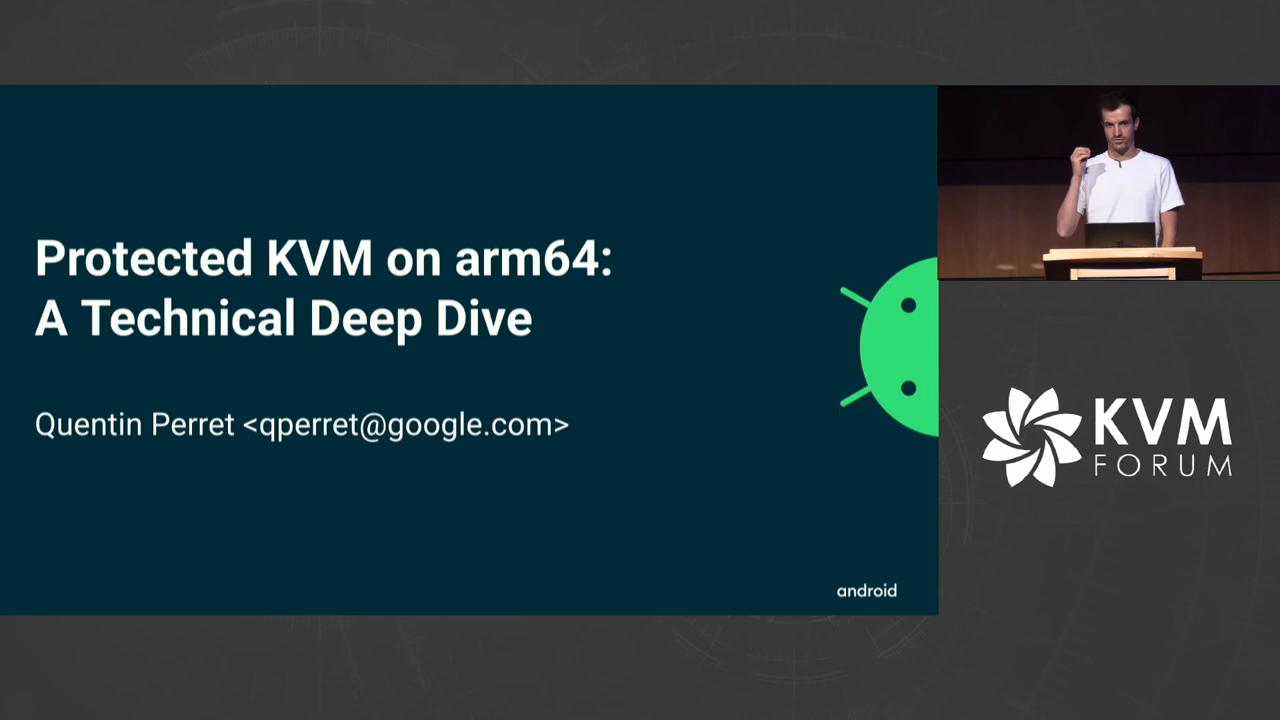 Protected KVM on arm64:
A Technical Deep Dive
Quentin Perret <qperret@google.com>
android
KVM
FORUM